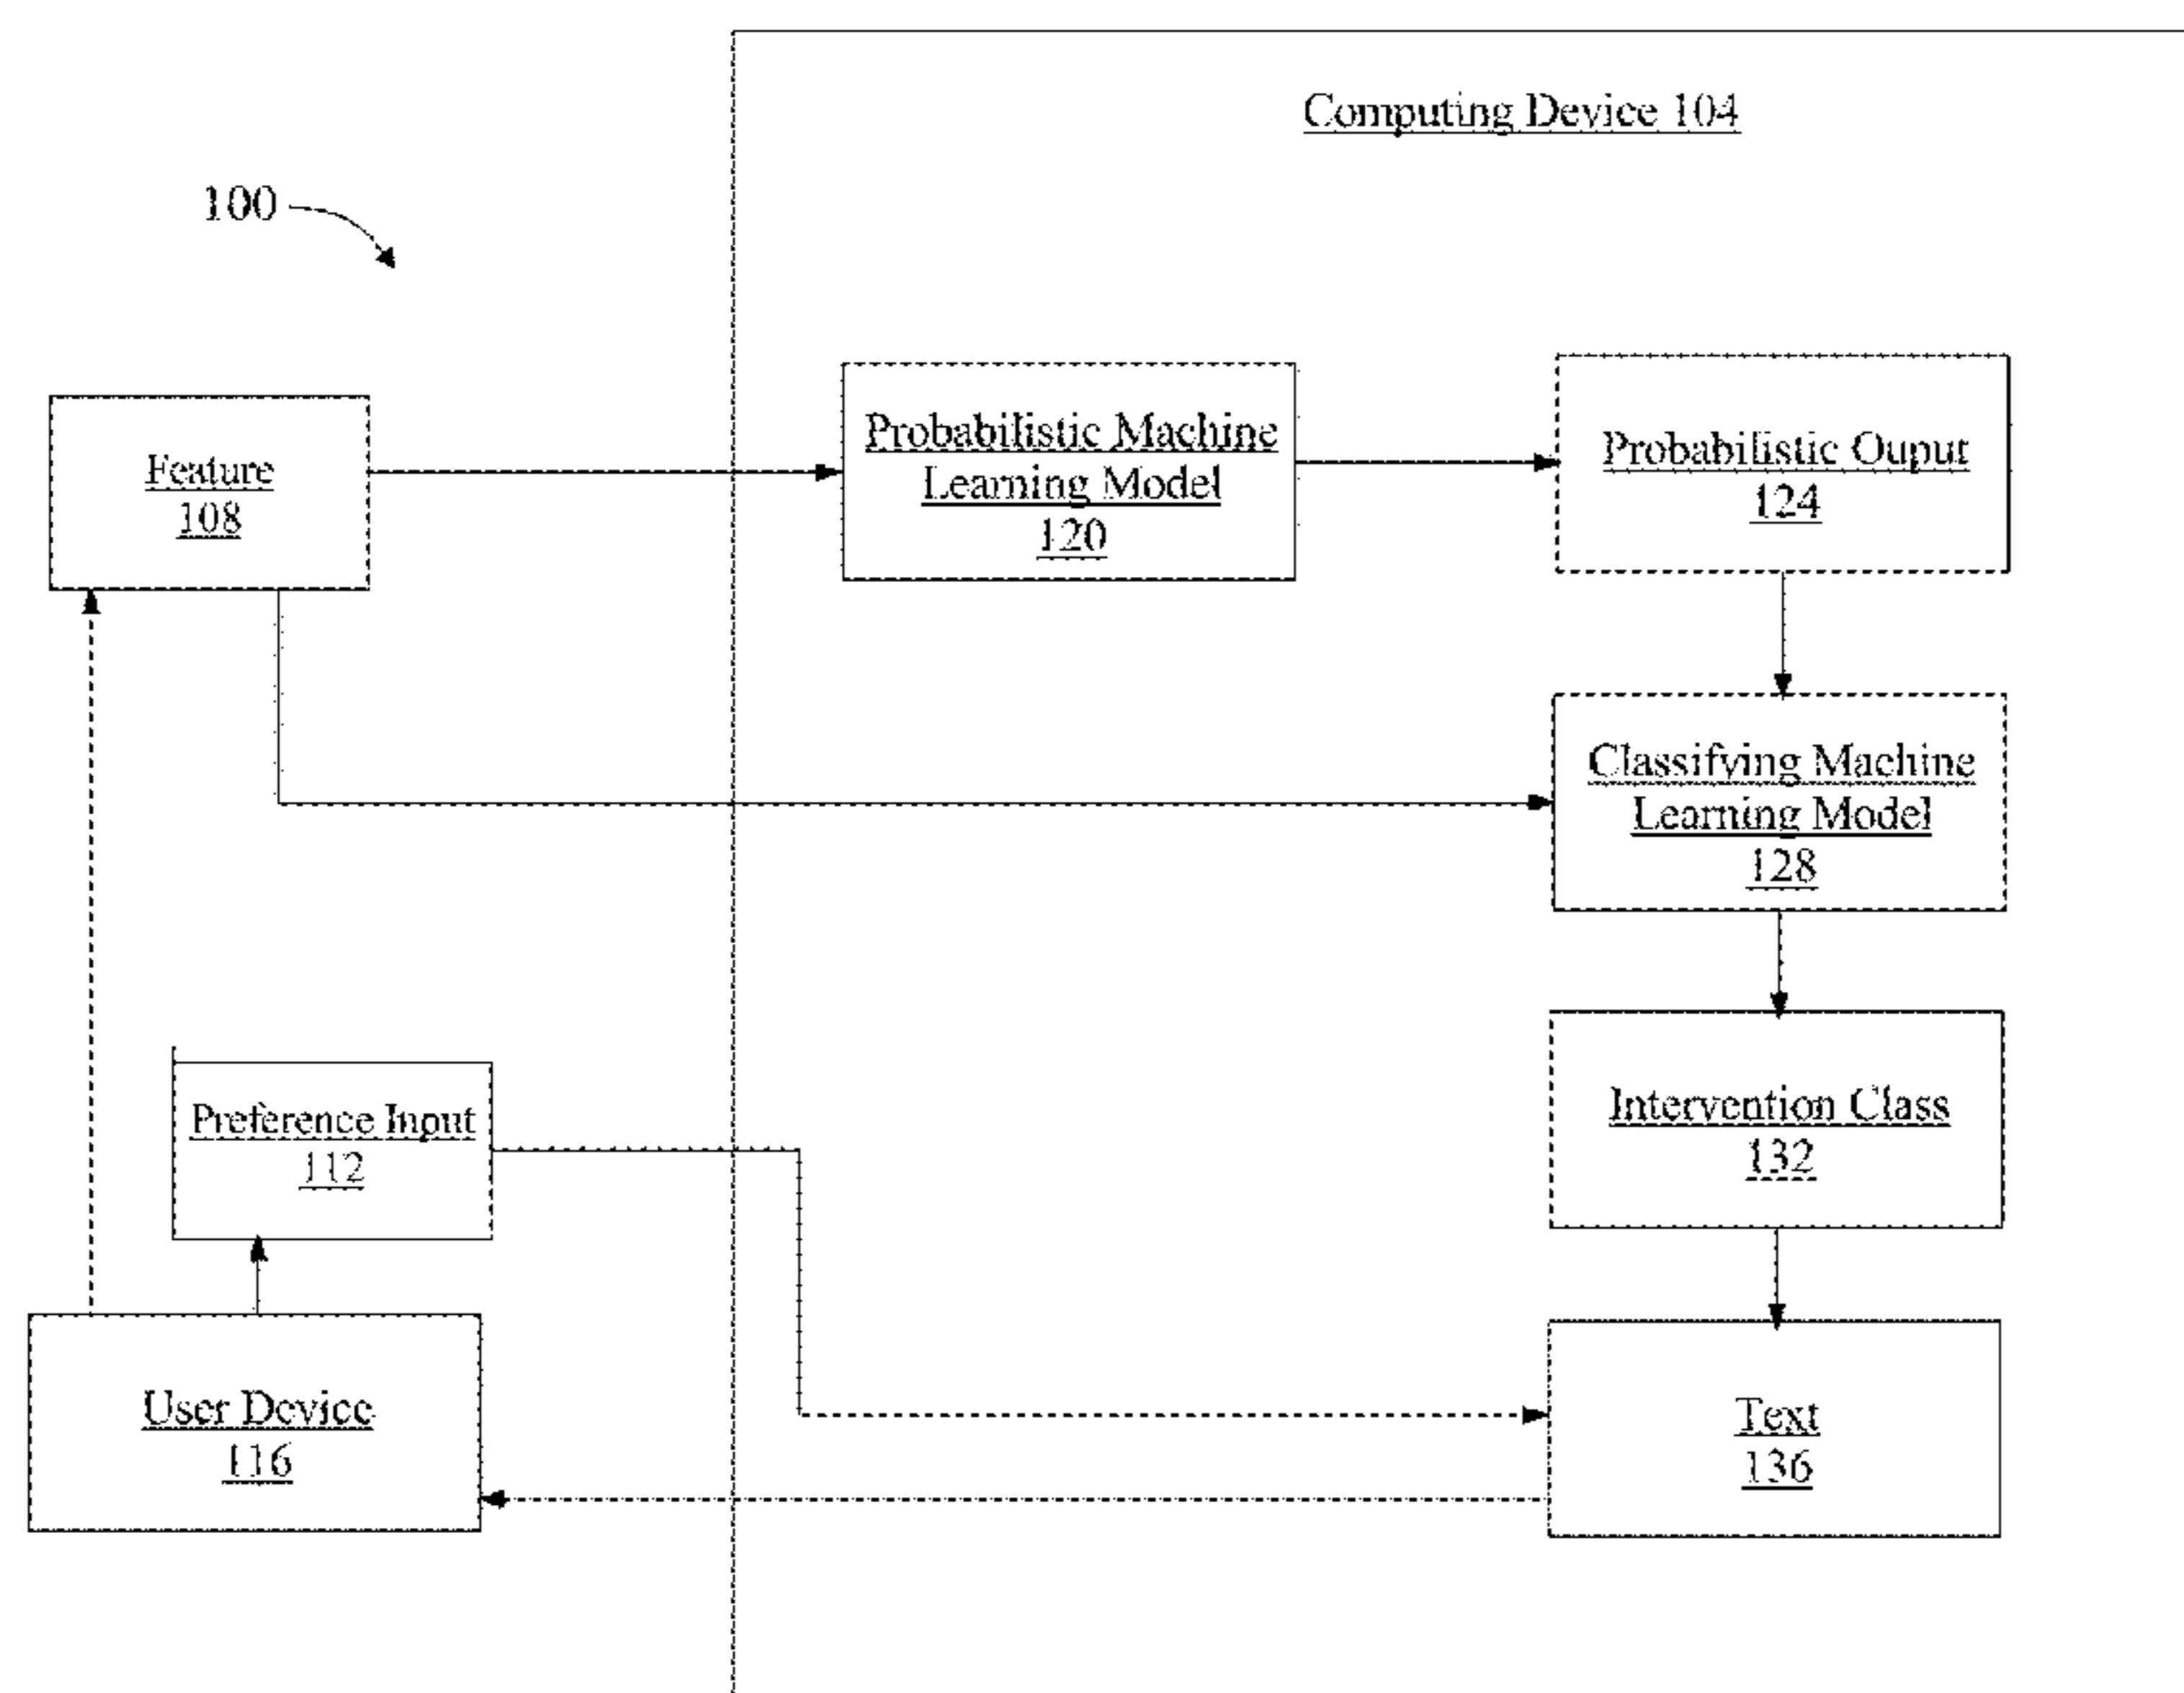 Computing Device 104
100
Feature
108
Probabilistic Machine
Learning Model
120
Probabilistic Ouput
124
Classifying Machine
Learning Model
128
Preference Input
112
Intervention Class
132
User Device
116
Text
136